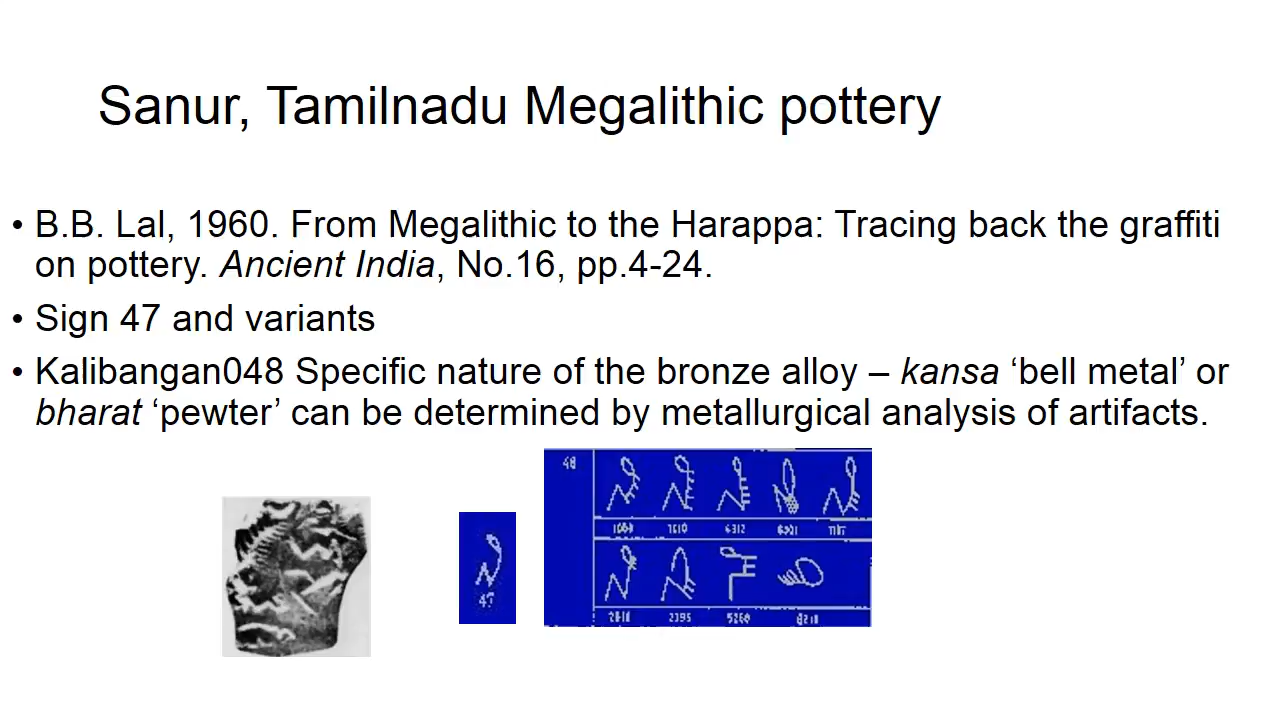 Sanur, Tamilnadu Megalithic pottery
• B.B. Lal, 1960. From Megalithic to the Harappa: Tracing back the graffiti
on pottery. Ancient India, No.16, pp.4-24.
• Sign 47 and variants
• Kalibangan048 Specific nature of the bronze alloy – kansa ‘bell metal’ or
bharat ‘pewter’ can be determined by metallurgical analysis of artifacts.
48
47
2395